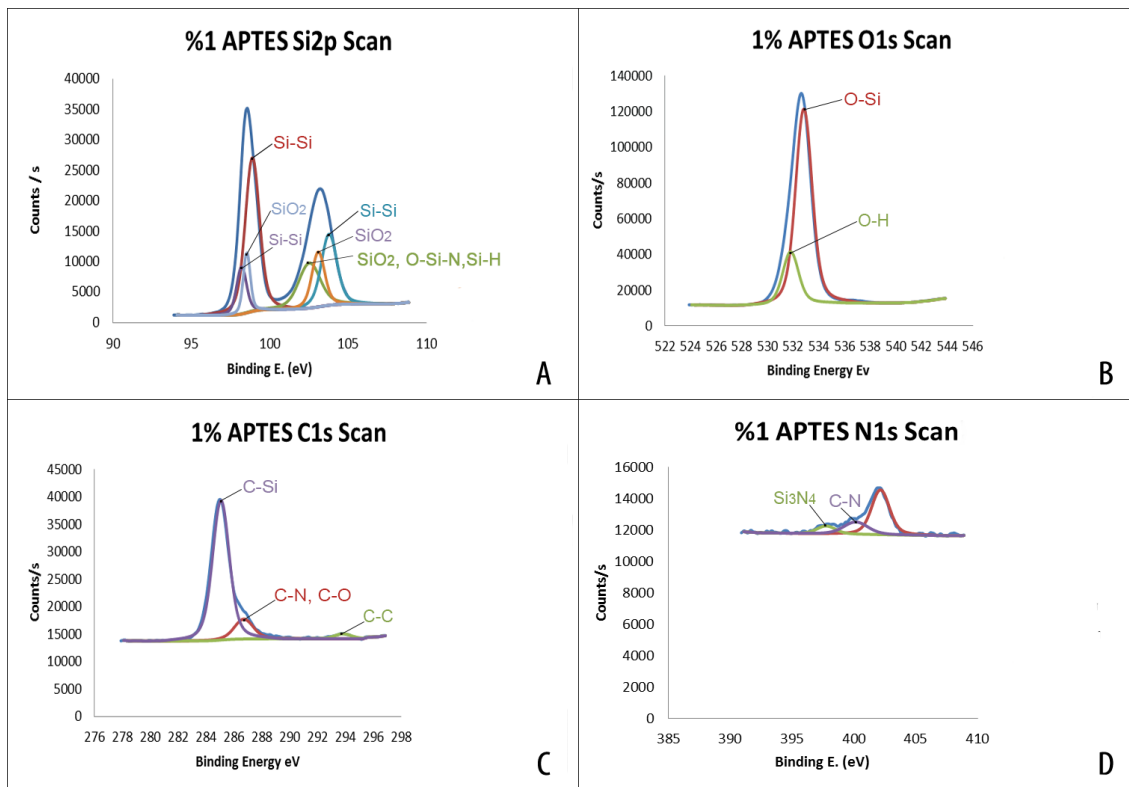 %1 APTES Si2p Scan
40000
35000
30000
25000
20000
15000
10000
5000
0
Counts / s
Si-Si
SiO2
Si-Si
Si-Si
SiO2
SiO2, O-Si-N,Si-H
90 95 100 105 110
Binding E. (eV)
A
1% APTES O1s Scan
140000
120000
100000
80000
60000
40000
20000
0
Counts/s
O-Si
O-H
522 524 526 528 530 532 534 536 538 540 542 544 546
Binding Energy Ev
B
1% APTES C1s Scan
45000
40000
35000
30000
25000
20000
15000
10000
5000
0
Counts/s
C-Si
C-N, C-O
C-C
276 278 280 282 284 286 288 290 292 294 296 298
Binding Energy eV
C
%1 APTES N1s Scan
16000
14000
12000
10000
8000
6000
4000
2000
0
Counts/s
Si3N4
C-N
385 390 395 400 405 410
Binding E. (eV)
D